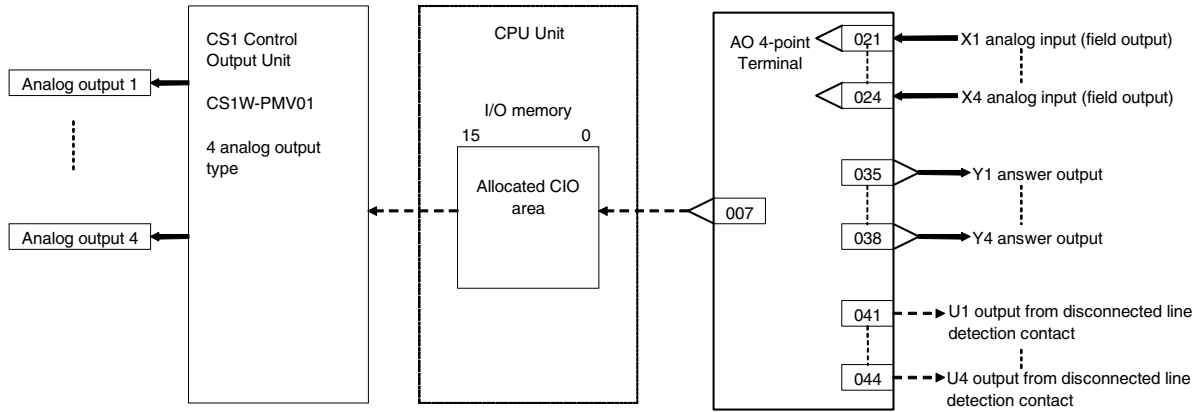 CS1 Control
Output Unit
CS1W-PMV01
4 analog output
type
Analog output 1
Analog output 4
CPU Unit
I/O memory
15 0
Allocated CIO
area
AO 4-point
Terminal
007
021
X1 analog input (field output)
024
X4 analog input (field output)
035
Y1 answer output
038
Y4 answer output
041
U1 output from disconnected line
detection contact
044
U4 output from disconnected line
detection contact